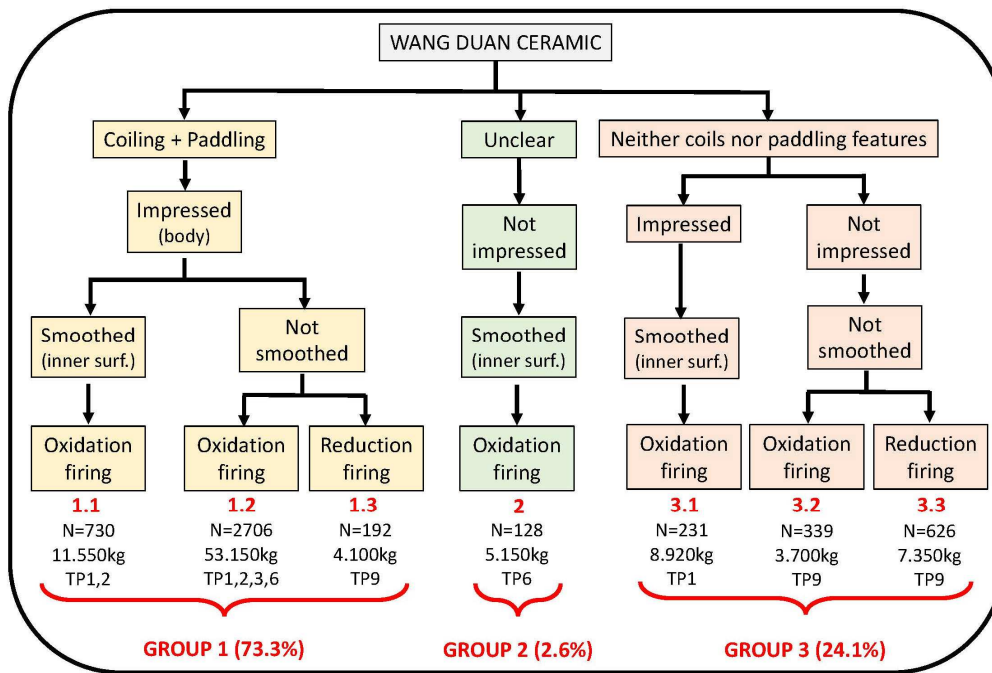 WANG DUAN CERAMIC
Coiling + Paddling
Unclear
Neither coils nor paddling features
Impressed
(body)
Not
impressed
Impressed
Not
impressed
Smoothed
(inner surf.)
Not
smoothed
Smoothed
(inner surf.)
Smoothed
(inner surf.)
Not
smoothed
Oxidation
firing
Oxidation
firing
Reduction
firing
Oxidation
firing
Oxidation
firing
Oxidation
firing
Reduction
firing
1.1
N=730
11.550kg
TP1,2
1.2
N=2706
53.150kg
TP1,2,3,6
1.3
N=192
4.100kg
TP9
2
N=128
5.150kg
TP6
3.1
N=231
8.920kg
TP1
3.2
N=339
3.700kg
TP9
3.3
N=626
7.350kg
TP9
GROUP 1 (73.3%)
GROUP 2 (2.6%)
GROUP 3 (24.1%)